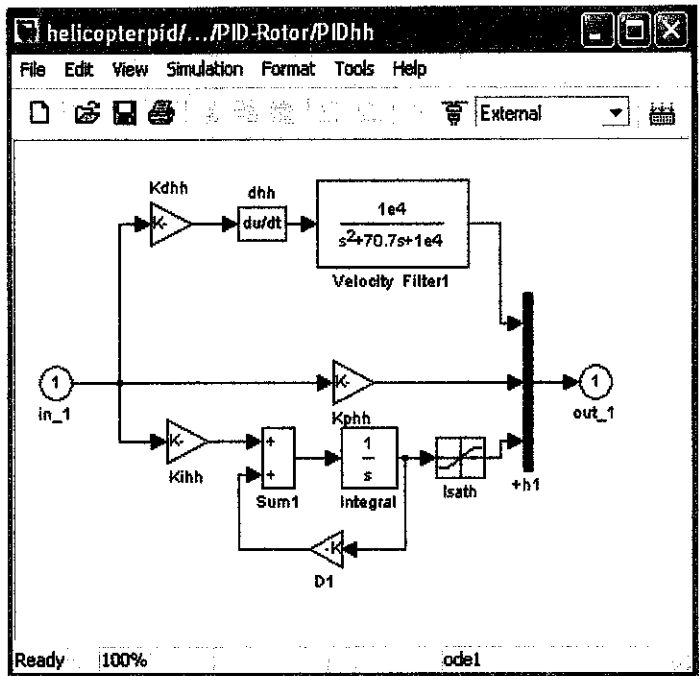 helicopterpid/.../PID-Rotor/PIDhh
File Edit View Simulation Format Tools Help
External
Kdhh
dhh
K-
du/dt
1e4
s²+70.7s+1e4
Velocity Filter1
1
in_1
K-
Kphh
1
out_1
K-
Kihh
+
+
Sum1
1
s
Integral
Isath
+h1
-K
D1
Ready 100% ode1